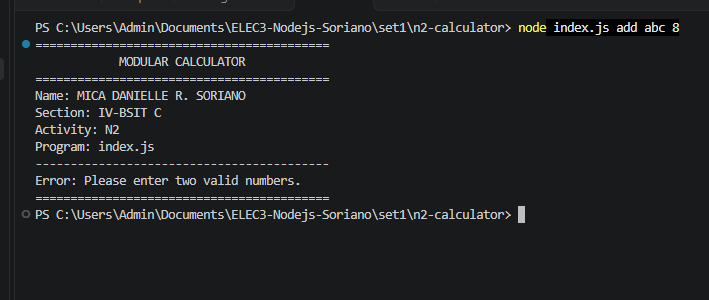 PS C:\Users\Admin\Documents\ELEC3-Nodejs-Soriano\set1\n2-calculator> node index.js add abc 8
==========================================
MODULAR CALCULATOR
==========================================
Name: MICA DANIELLE R. SORIANO
Section: IV-BSIT C
Activity: N2
Program: index.js
------------------------------------------
Error: Please enter two valid numbers.
==========================================
PS C:\Users\Admin\Documents\ELEC3-Nodejs-Soriano\set1\n2-calculator>